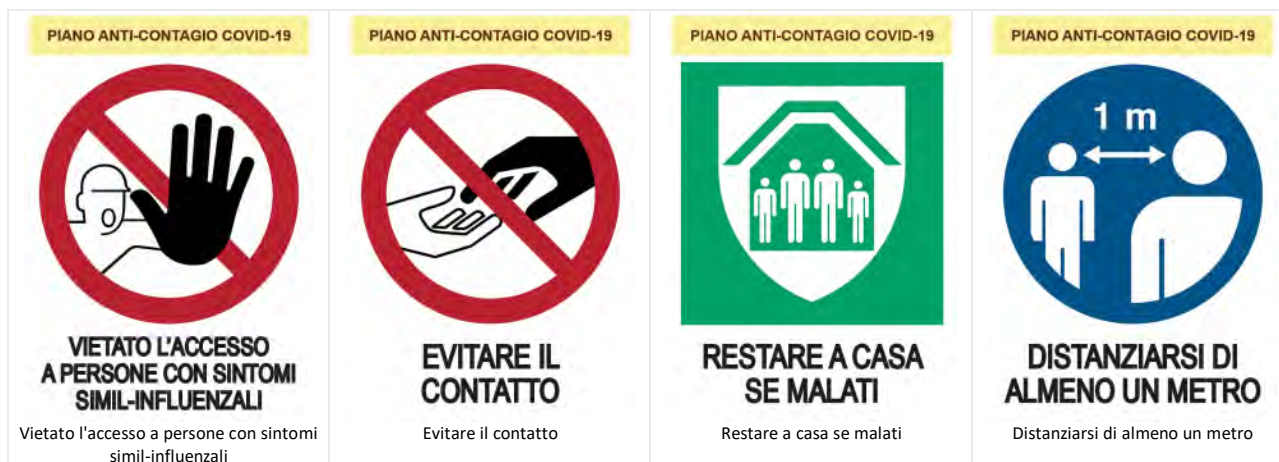 PIANO ANTI-CONTAGIO COVID-19
VIETATO L'ACCESSO
A PERSONE CON SINTOMI
SIMIL-INFLUENZALI
Vietato l'accesso a persone con sintomi
simil-influenzali
PIANO ANTI-CONTAGIO COVID-19
EVITARE IL
CONTATTO
Evitare il contatto
PIANO ANTI-CONTAGIO COVID-19
RESTARE A CASA
SE MALATI
Restare a casa se malati
PIANO ANTI-CONTAGIO COVID-19
1 m
DISTANZIARSI DI
ALMENO UN METRO
Distanziarsi di almeno un metro